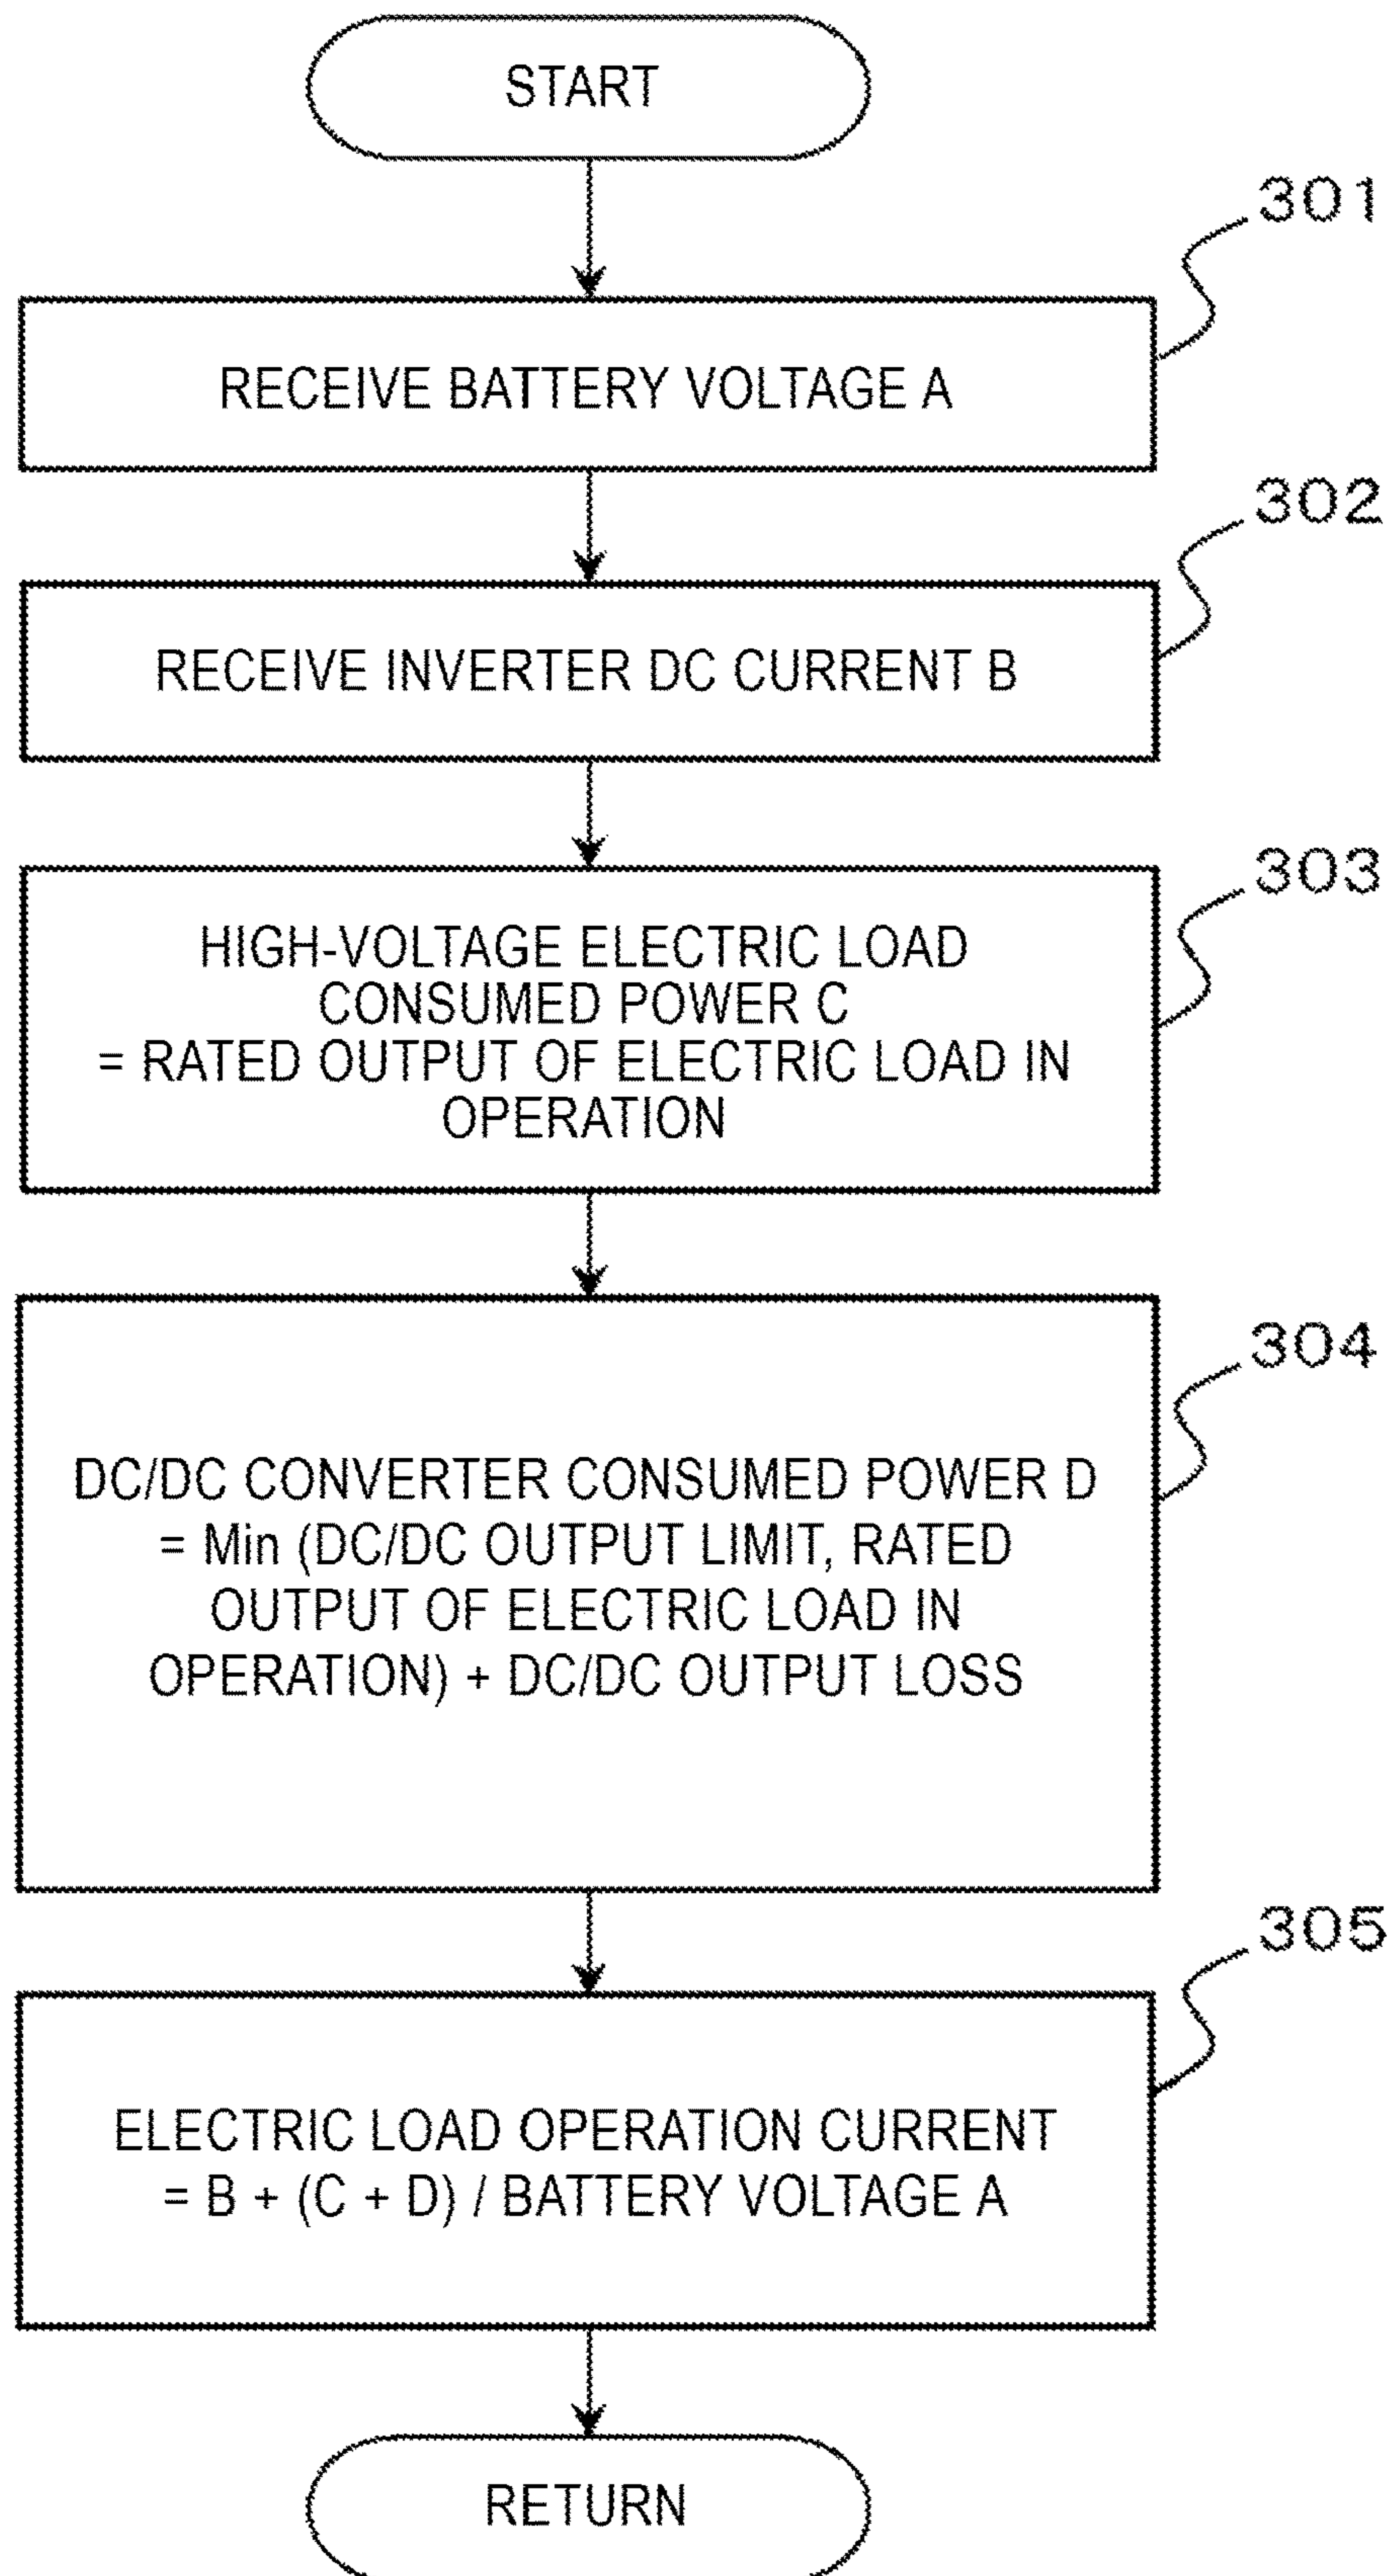 START
301
RECEIVE BATTERY VOLTAGE A
302
RECEIVE INVERTER DC CURRENT B
303
HIGH-VOLTAGE ELECTRIC LOAD
CONSUMED POWER C
= RATED OUTPUT OF ELECTRIC LOAD IN
OPERATION
304
DC/DC CONVERTER CONSUMED POWER D
= Min (DC/DC OUTPUT LIMIT, RATED
OUTPUT OF ELECTRIC LOAD IN
OPERATION) + DC/DC OUTPUT LOSS
305
ELECTRIC LOAD OPERATION CURRENT
= B + (C + D) / BATTERY VOLTAGE A
RETURN